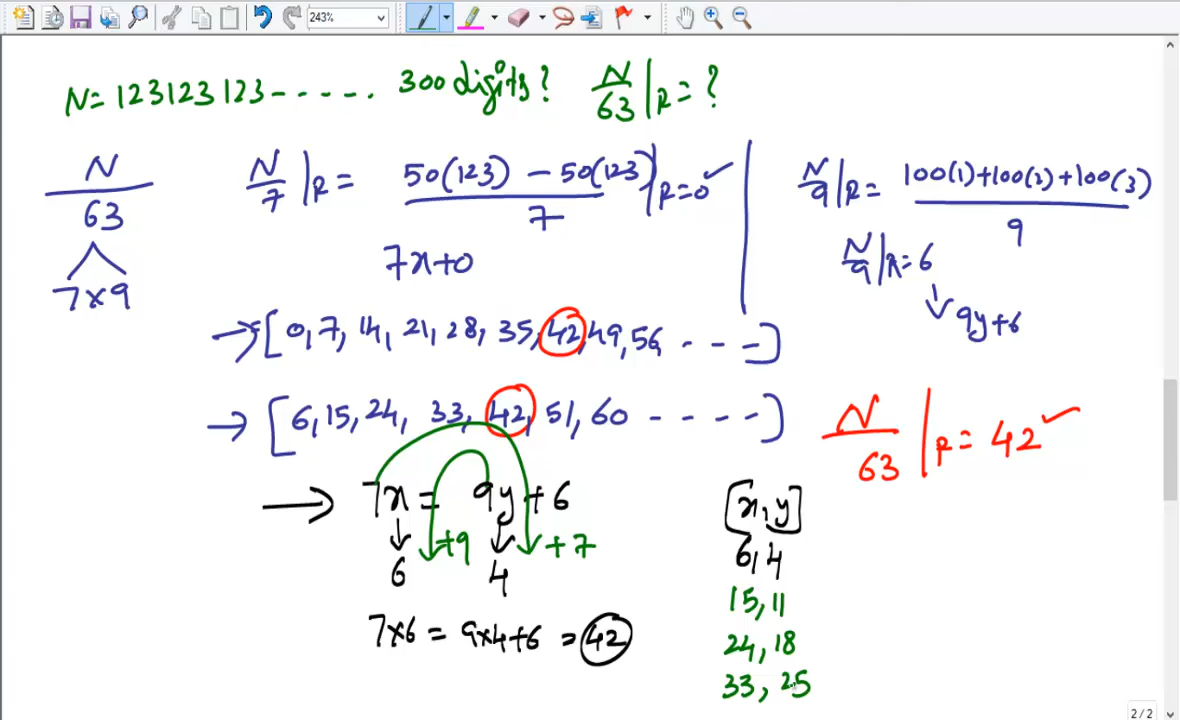 243%
N = 123123123------. 300 digits? N/63 |R = ?
N/63
7×9
N/7 |R = 50(123) - 50(123)/7 |R=0 ✓
7x+0
N/9 |R = 100(1)+100(2)+100(3)/9
N/9 |R = 6
↓ 9y+6
→ [0, 7, 14, 21, 28, 35, 42, 49, 56, - - - -]
→ [6, 15, 24, 33, 42, 51, 60 - - - - -]
N/63 |R = 42 ✓
→ 7x = 9y + 6
↓ ↓+9 ↓ ↓+7
6 4
7×6 = 9×4+6 = 42
[x, y]
6, 4
15, 11
24, 18
33, 25
2/2